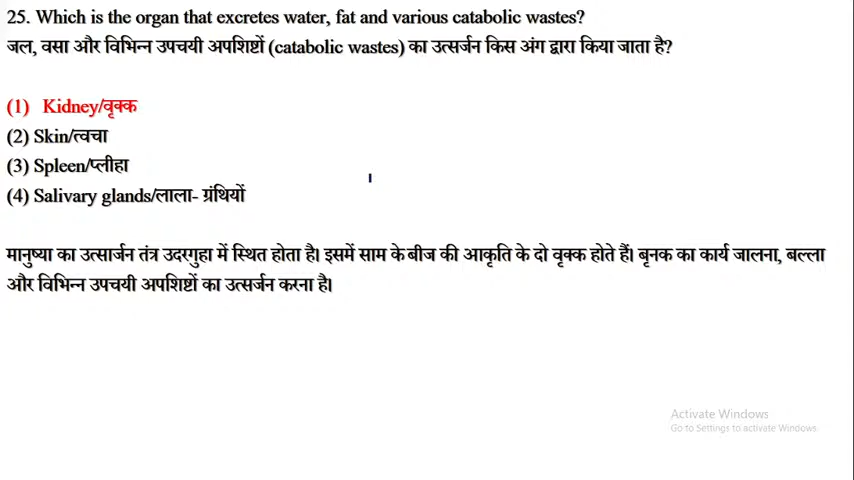 25. Which is the organ that excretes water, fat and various catabolic wastes?
जल, वसा और विभिन्न उपचयी अपशिष्टों (catabolic wastes) का उत्सर्जन किस अंग द्वारा किया जाता है?
(1) Kidney/वृक्क
(2) Skin/त्वचा
(3) Spleen/प्लीहा
(4) Salivary glands/लाला- ग्रंथियों
मानुष्या का उत्सार्जन तंत्र उदरगुहा में स्थित होता है। इसमें साम के बीज की आकृति के दो वृक्क होते हैं। बृनक का कार्य जालना, बल्ला
और विभिन्न उपचयी अपशिष्टों का उत्सर्जन करना है।
Activate Windows
Go to Settings to activate Windows.